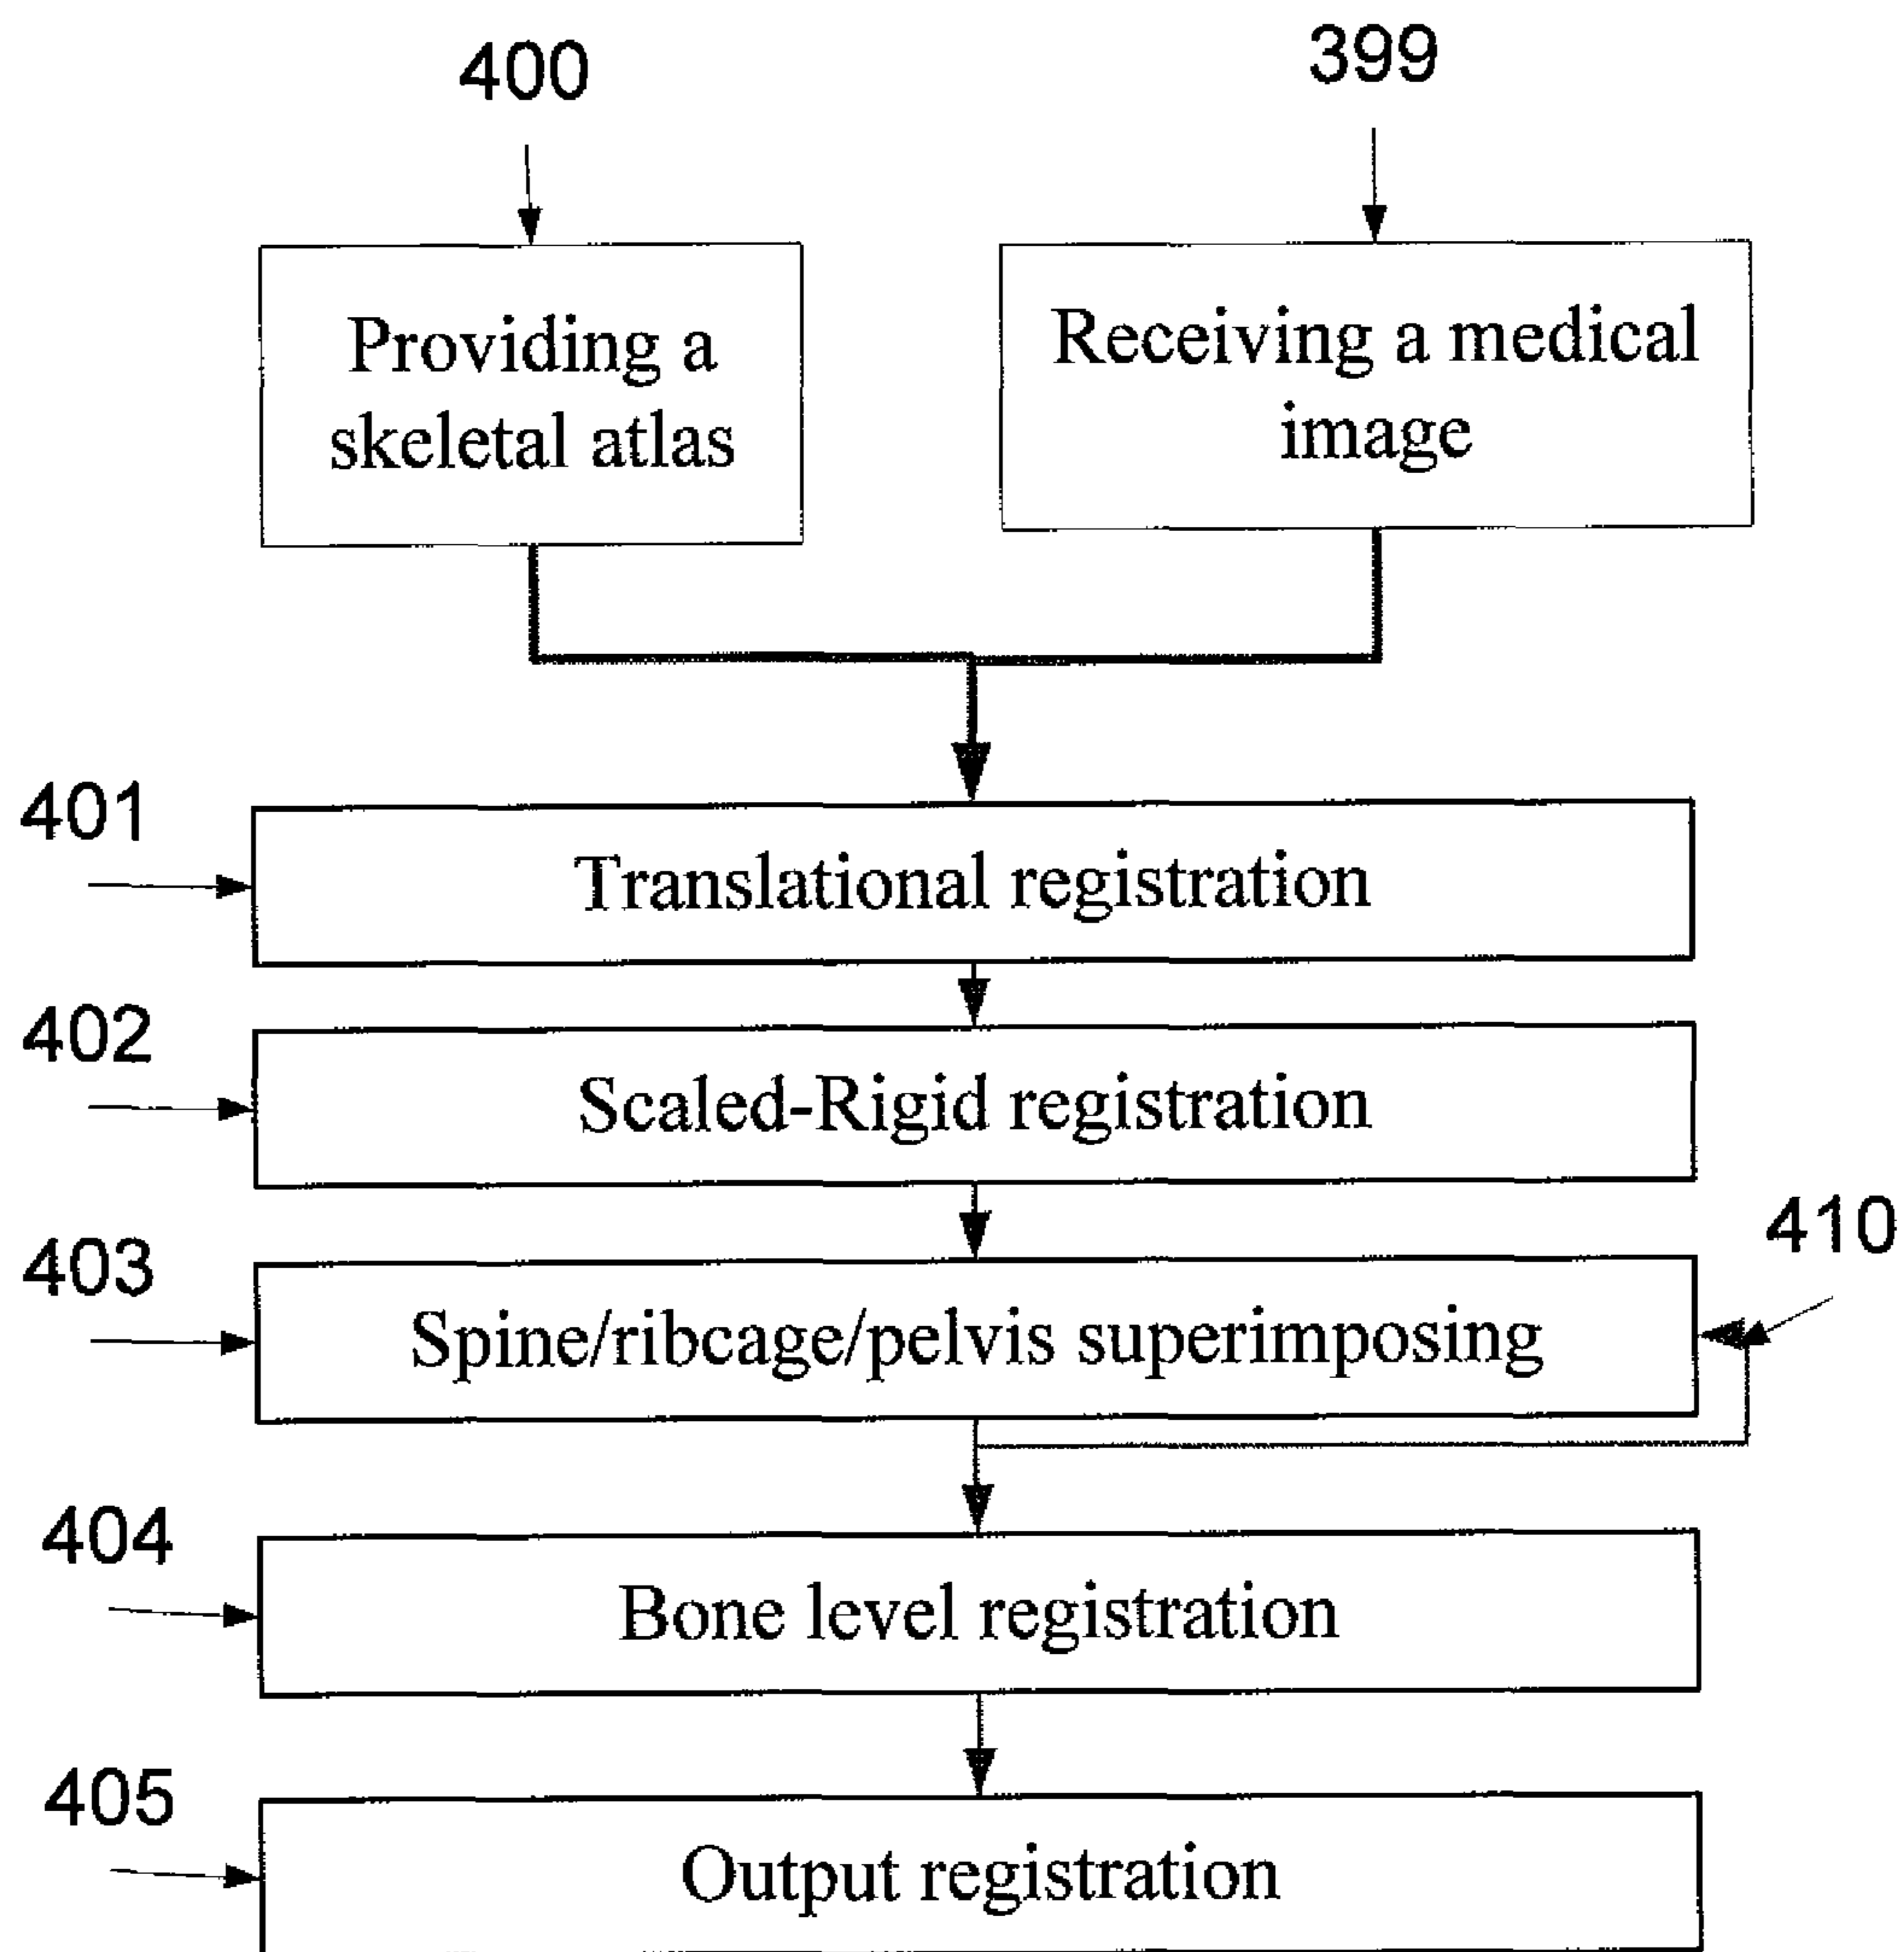 400
399
Providing a
skeletal atlas
Receiving a medical
image
401
Translational registration
402
Scaled-Rigid registration
410
403
Spine/ribcage/pelvis superimposing
404
Bone level registration
405
Output registration